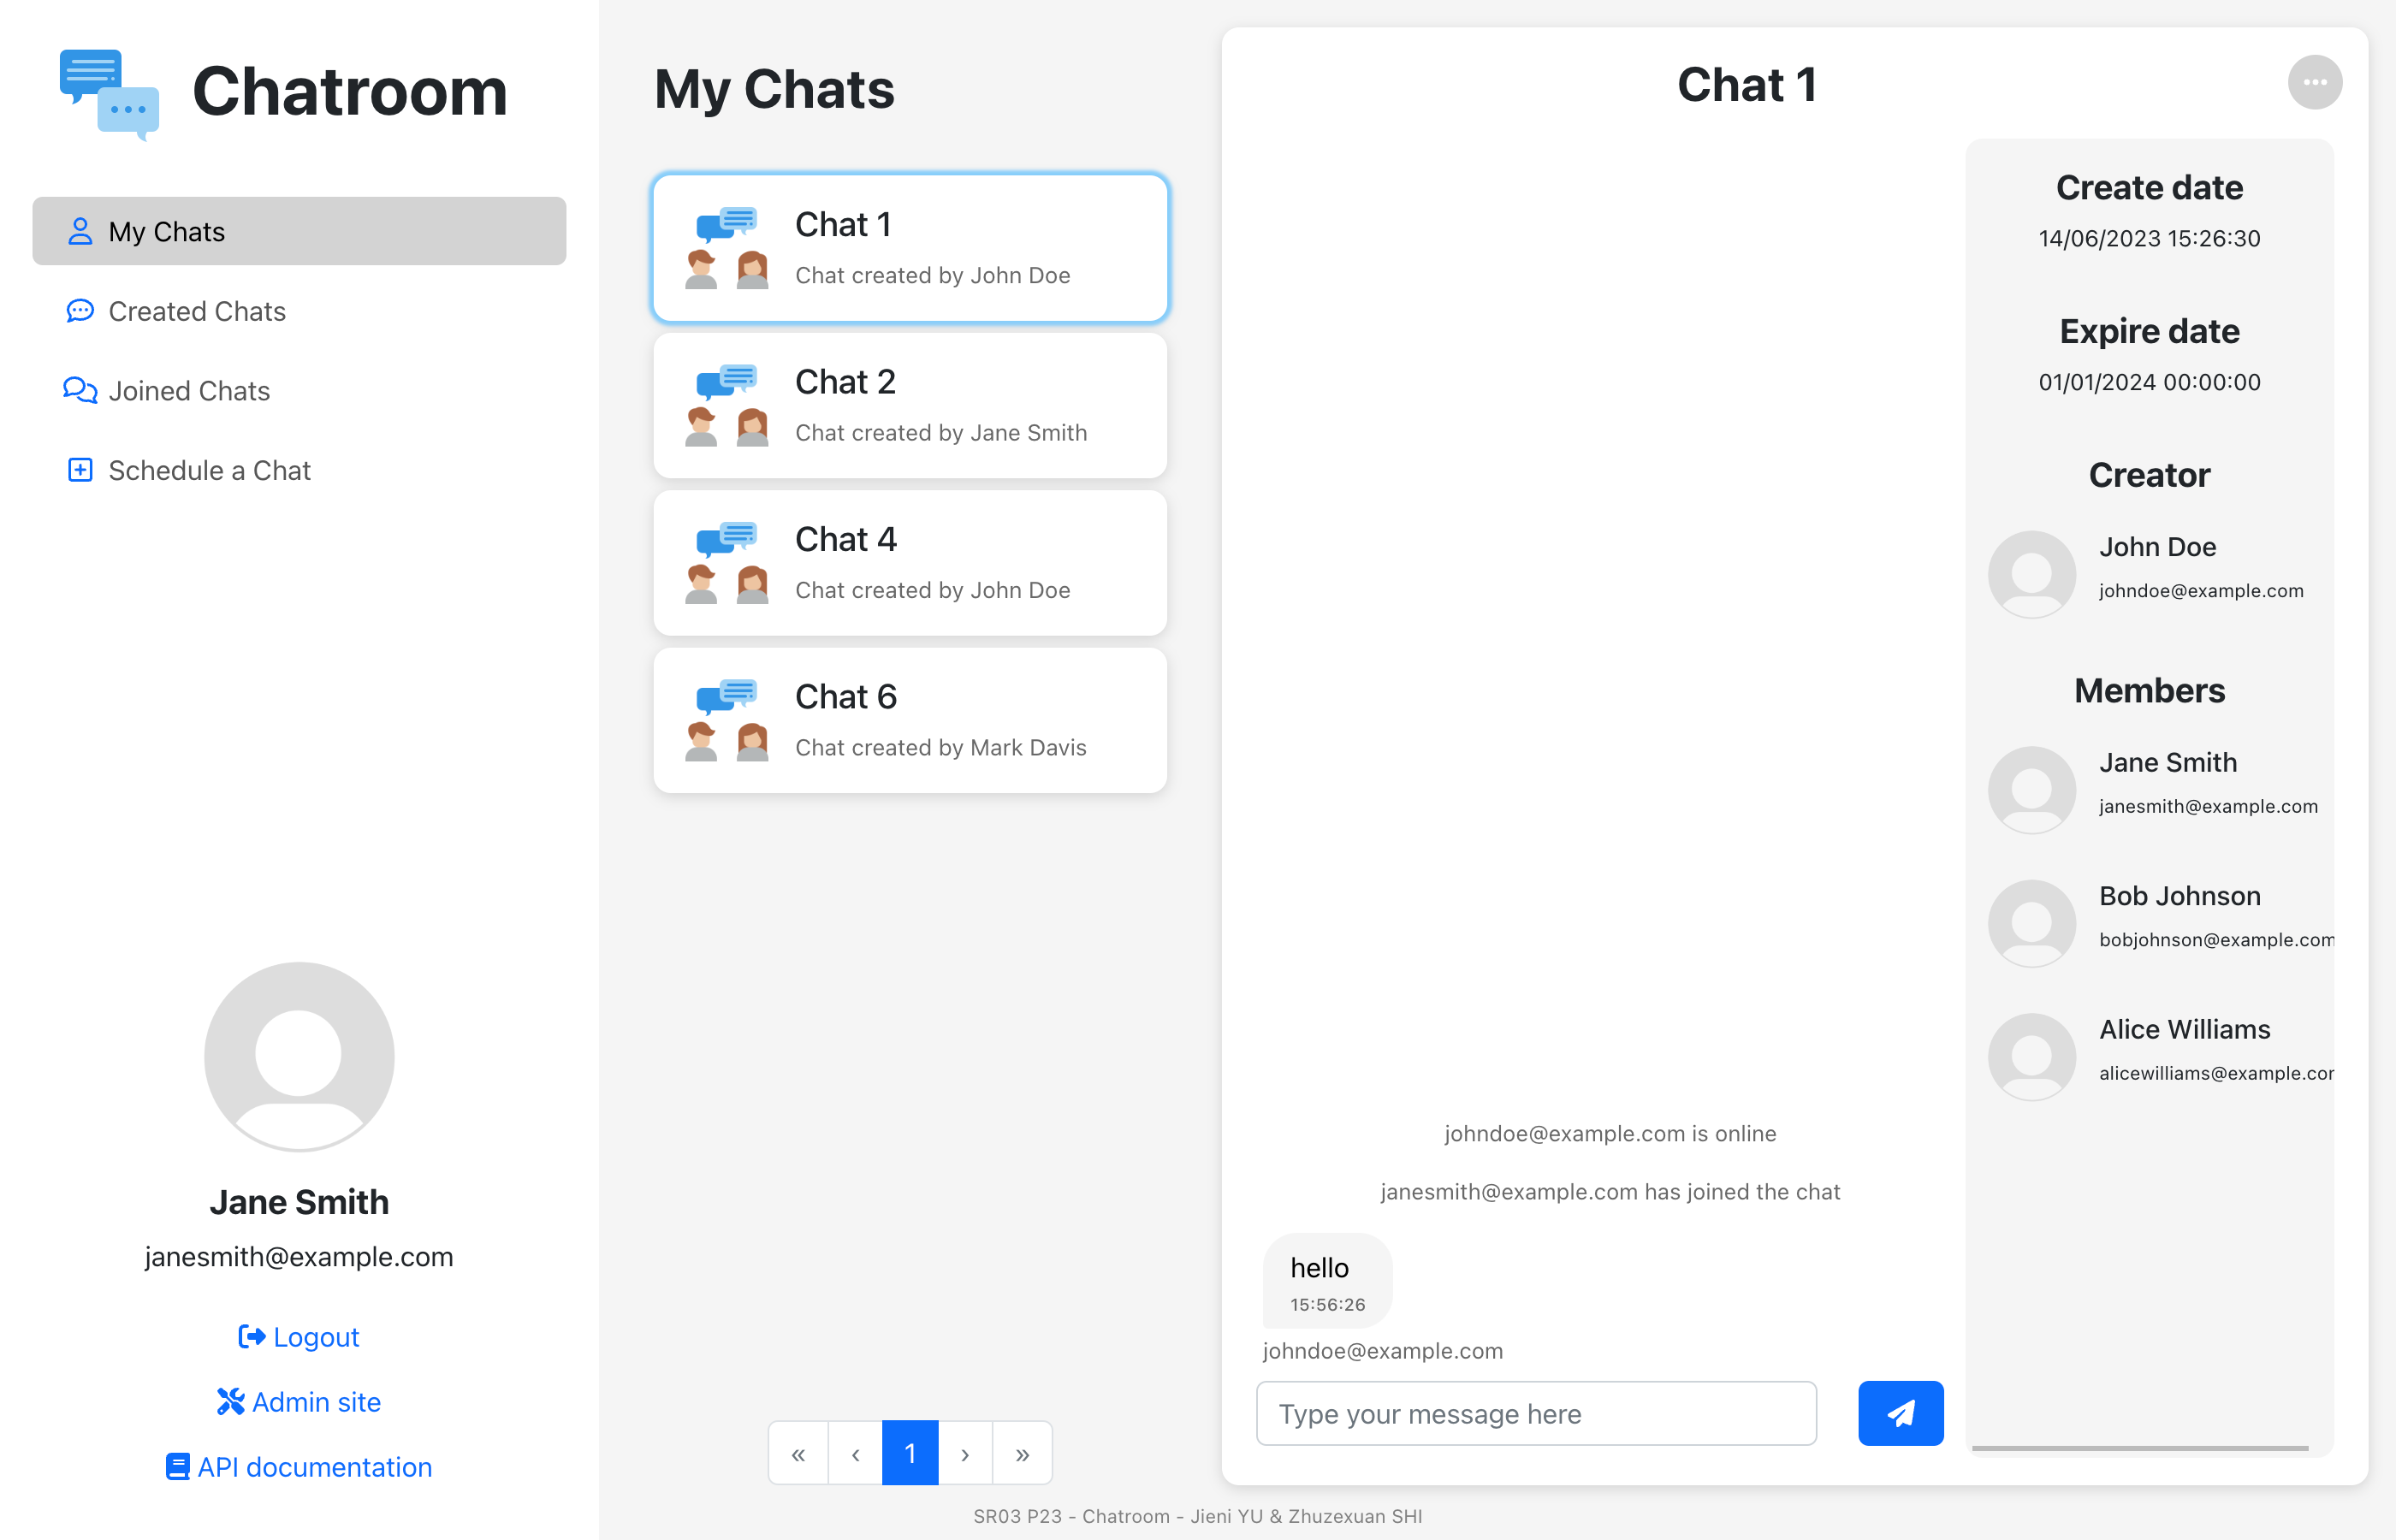 Chatroom
My Chats
Created Chats
Joined Chats
Schedule a Chat
Jane Smith
janesmith@example.com
Logout
Admin site
API documentation
My Chats
Chat 1
Chat created by John Doe
Chat 2
Chat created by Jane Smith
Chat 4
Chat created by John Doe
Chat 6
Chat created by Mark Davis
« ‹ 1 › »
Chat 1
johndoe@example.com is online
janesmith@example.com has joined the chat
hello
15:56:26
johndoe@example.com
Type your message here
Create date
14/06/2023 15:26:30
Expire date
01/01/2024 00:00:00
Creator
John Doe
johndoe@example.com
Members
Jane Smith
janesmith@example.com
Bob Johnson
bobjohnson@example.com
Alice Williams
alicewilliams@example.co
SR03 P23 - Chatroom - Jieni YU & Zhuzexuan SHI